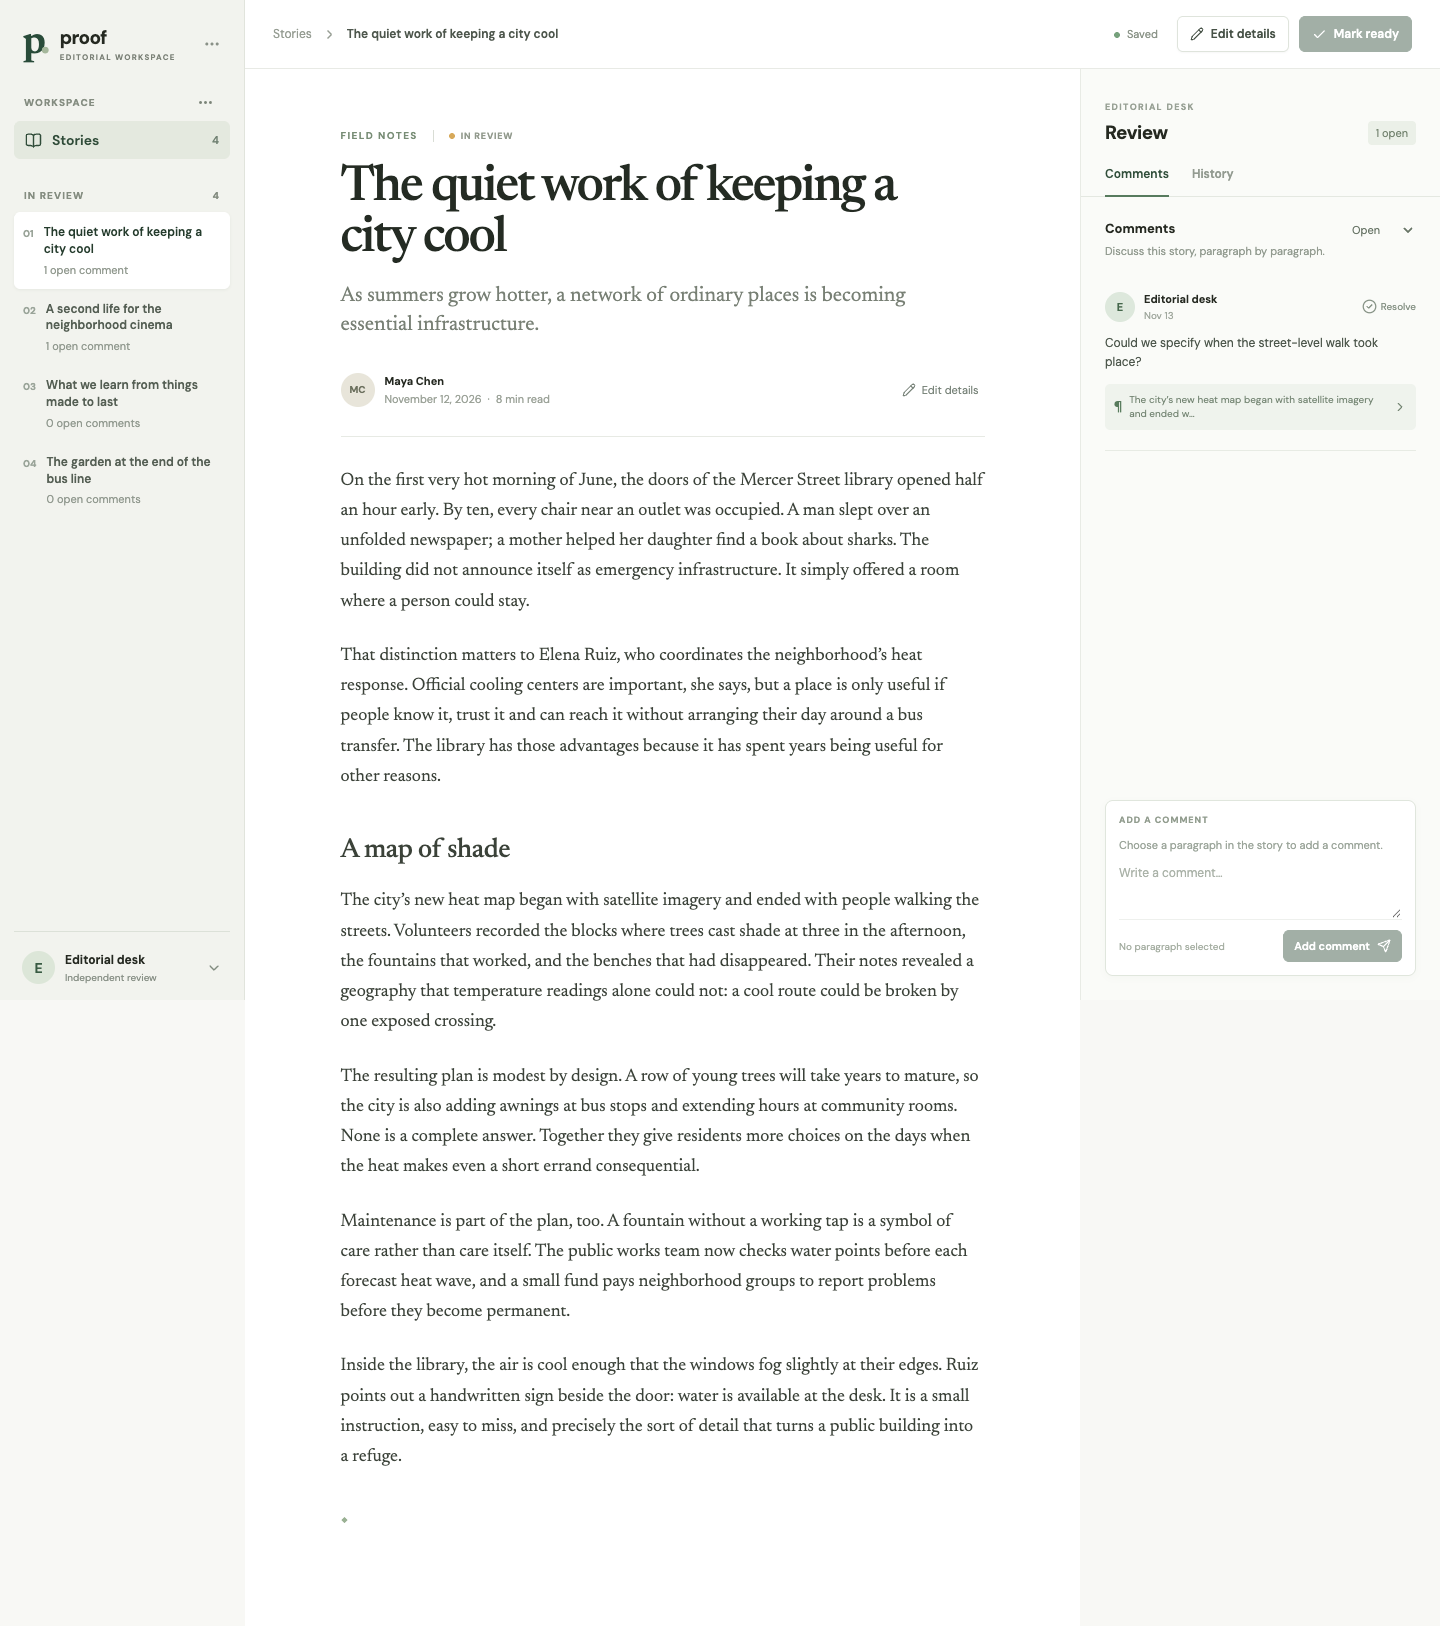 proof
EDITORIAL WORKSPACE
WORKSPACE
Stories
4
IN REVIEW
4
01
The quiet work of keeping a
city cool
1 open comment
02
A second life for the
neighborhood cinema
1 open comment
03
What we learn from things
made to last
0 open comments
04
The garden at the end of the
bus line
0 open comments
E
Editorial desk
Independent review
Stories
The quiet work of keeping a city cool
Saved
Edit details
Mark ready
FIELD NOTES
IN REVIEW
The quiet work of keeping a
city cool
As summers grow hotter, a network of ordinary places is becoming
essential infrastructure.
MC
Maya Chen
November 12, 2026 · 8 min read
Edit details
On the first very hot morning of June, the doors of the Mercer Street library opened half
an hour early. By ten, every chair near an outlet was occupied. A man slept over an
unfolded newspaper; a mother helped her daughter find a book about sharks. The
building did not announce itself as emergency infrastructure. It simply offered a room
where a person could stay.
That distinction matters to Elena Ruiz, who coordinates the neighborhood’s heat
response. Official cooling centers are important, she says, but a place is only useful if
people know it, trust it and can reach it without arranging their day around a bus
transfer. The library has those advantages because it has spent years being useful for
other reasons.
A map of shade
The city’s new heat map began with satellite imagery and ended with people walking the
streets. Volunteers recorded the blocks where trees cast shade at three in the afternoon,
the fountains that worked, and the benches that had disappeared. Their notes revealed a
geography that temperature readings alone could not: a cool route could be broken by
one exposed crossing.
The resulting plan is modest by design. A row of young trees will take years to mature, so
the city is also adding awnings at bus stops and extending hours at community rooms.
None is a complete answer. Together they give residents more choices on the days when
the heat makes even a short errand consequential.
Maintenance is part of the plan, too. A fountain without a working tap is a symbol of
care rather than care itself. The public works team now checks water points before each
forecast heat wave, and a small fund pays neighborhood groups to report problems
before they become permanent.
Inside the library, the air is cool enough that the windows fog slightly at their edges. Ruiz
points out a handwritten sign beside the door: water is available at the desk. It is a small
instruction, easy to miss, and precisely the sort of detail that turns a public building into
a refuge.
EDITORIAL DESK
Review
1 open
Comments
History
Comments
Open
Discuss this story, paragraph by paragraph.
E
Editorial desk
Nov 13
Resolve
Could we specify when the street-level walk took
place?
¶
The city’s new heat map began with satellite imagery
and ended w…
ADD A COMMENT
Choose a paragraph in the story to add a comment.
Write a comment…
No paragraph selected
Add comment